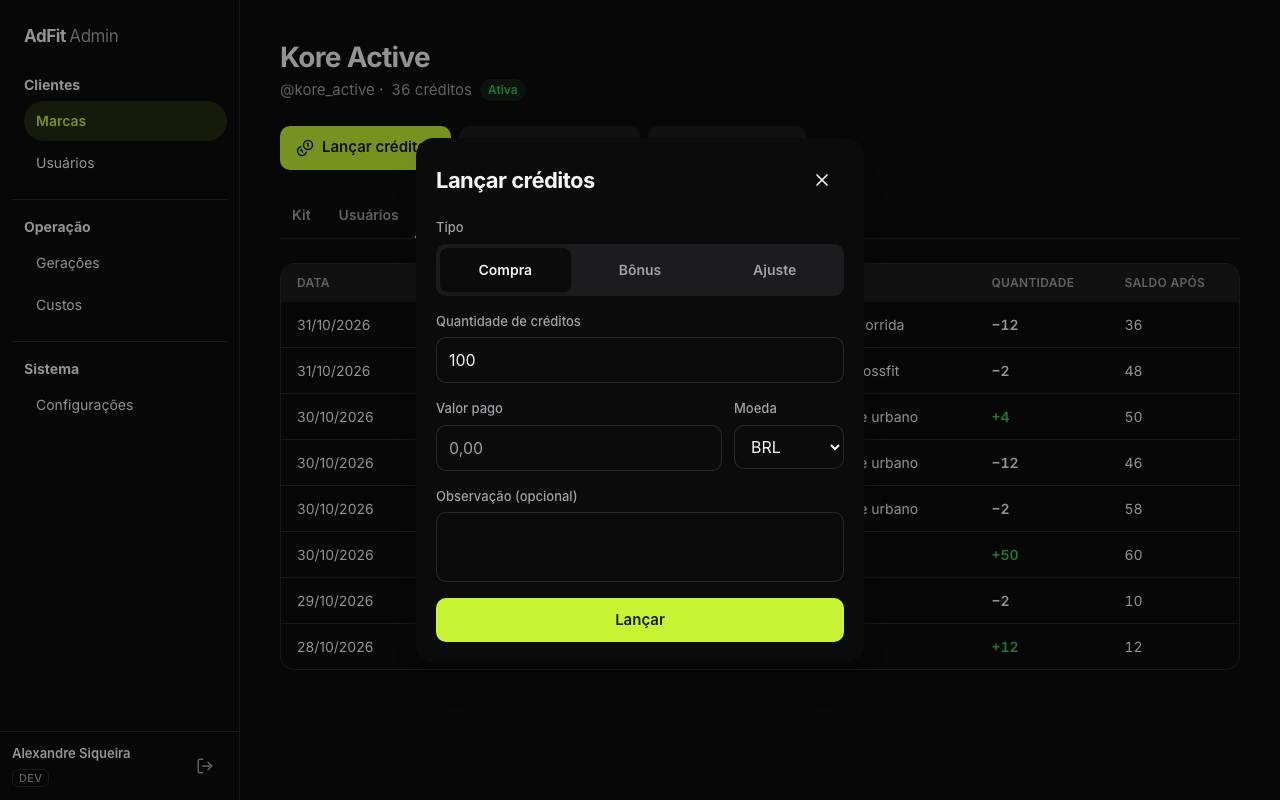 AdFit Admin
Clientes
Marcas
Usuários
Operação
Gerações
Custos
Sistema
Configurações
Alexandre Siqueira
DEV
Kore Active
@kore_active · 36 créditos Ativa
Lançar crédit
Kit Usuários
Lançar créditos
Tipo
Compra Bônus Ajuste
Quantidade de créditos
100
Valor pago Moeda
0,00 BRL
Observação (opcional)
Lançar
DATA QUANTIDADE SALDO APÓS
31/10/2026 orrida −12 36
31/10/2026 ossfit −2 48
30/10/2026 urbano +4 50
30/10/2026 urbano −12 46
30/10/2026 urbano −2 58
30/10/2026 +50 60
29/10/2026 −2 10
28/10/2026 +12 12